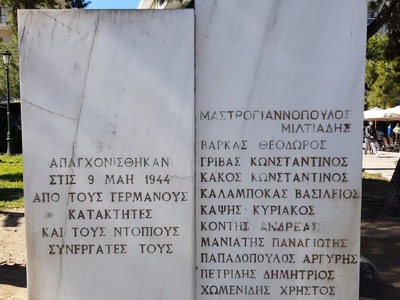 ΑΠΑΓΧΟΝΙΣΘΗΚΑΝ
ΣΤΙΣ 9 ΜΑΗ 1944
ΑΠΟ ΤΟΥΣ ΓΕΡΜΑΝΟΥΣ
ΚΑΤΑΚΤΗΤΕΣ
ΚΑΙ ΤΟΥΣ ΝΤΟΠΙΟΥΣ
ΣΥΝΕΡΓΑΤΕΣ ΤΟΥΣ
ΜΑΣΤΡΟΓΙΑΝΝΟΠΟΥΛΟΣ
ΜΙΛΤΙΑΔΗΣ
ΒΑΡΚΑΣ ΘΕΟΔΩΡΟΣ
ΓΡΙΒΑΣ ΚΩΝΣΤΑΝΤΙΝΟΣ
ΚΑΚΟΣ ΚΩΝΣΤΑΝΤΙΝΟΣ
ΚΑΛΑΜΠΟΚΑΣ ΒΑΣΙΛΕΙΟΣ
ΚΑΨΗΣ ΚΥΡΙΑΚΟΣ
ΚΟΝΤΗΣ ΑΝΔΡΕΑΣ
ΜΑΝΙΑΤΗΣ ΠΑΝΑΓΙΩΤΗΣ
ΠΑΠΑΔΟΠΟΥΛΟΣ ΑΡΓΥΡΗΣ
ΠΕΤΡΙΔΗΣ ΔΗΜΗΤΡΙΟΣ
ΧΩΜΕΝΙΔΗΣ ΧΡΗΣΤΟΣ